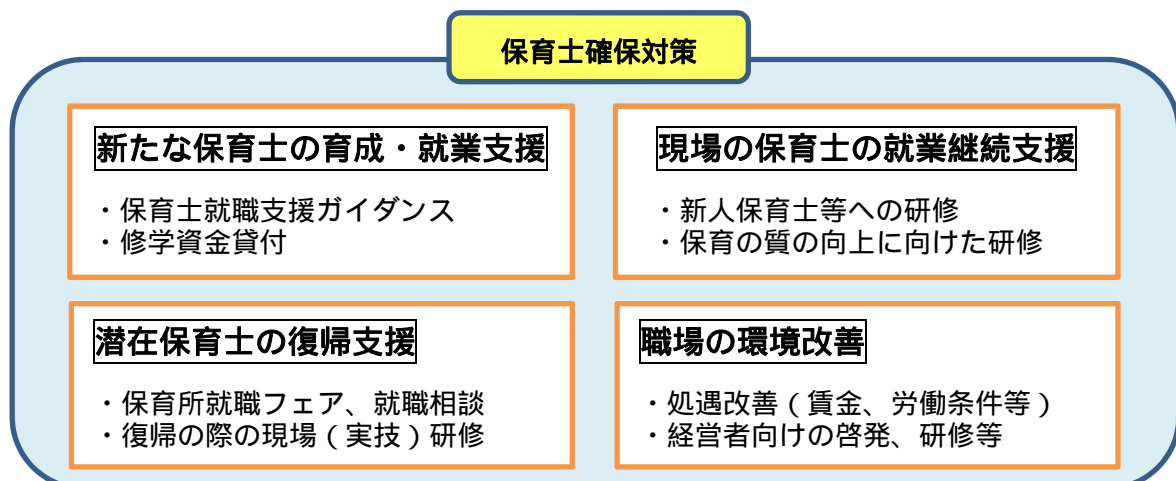 保育士確保対策
新たな保育士の育成・就業支援
・保育士就職支援ガイダンス
・修学資金貸付
現場の保育士の就業継続支援
・新人保育士等への研修
・保育の質の向上に向けた研修
潜在保育士の復帰支援
・保育所就職フェア、就職相談
・復帰の際の現場（実技）研修
職場の環境改善
・処遇改善（賃金、労働条件等）
・経営者向けの啓発、研修等